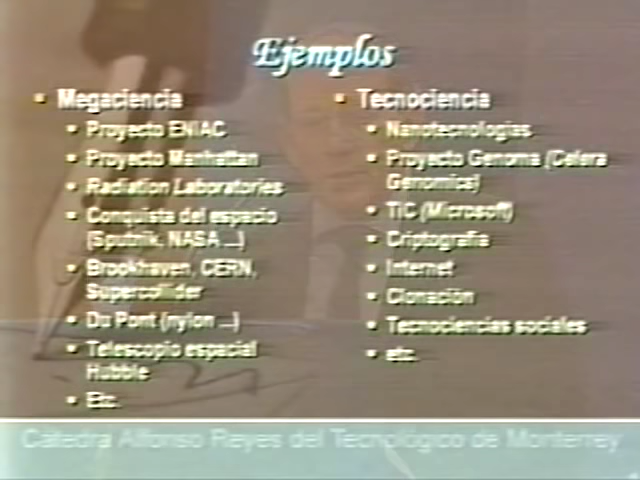 Ejemplos
Megaciencia
Proyecto ENIAC
Proyecto Manhattan
Radiation Laboratories
Conquista del espacio
(Sputnik, NASA ...)
Brookhaven, CERN,
Supercollider
Du Pont (nylon ...)
Telescopio espacial
Hubble
Etc.
Tecnociencia
Nanotecnologías
Proyecto Genoma (Celera
Genomics)
TIC (Microsoft)
Criptografía
Internet
Clonación
Tecnociencias sociales
etc.
Cátedra Alfonso Reyes del Tecnológico de Monterrey